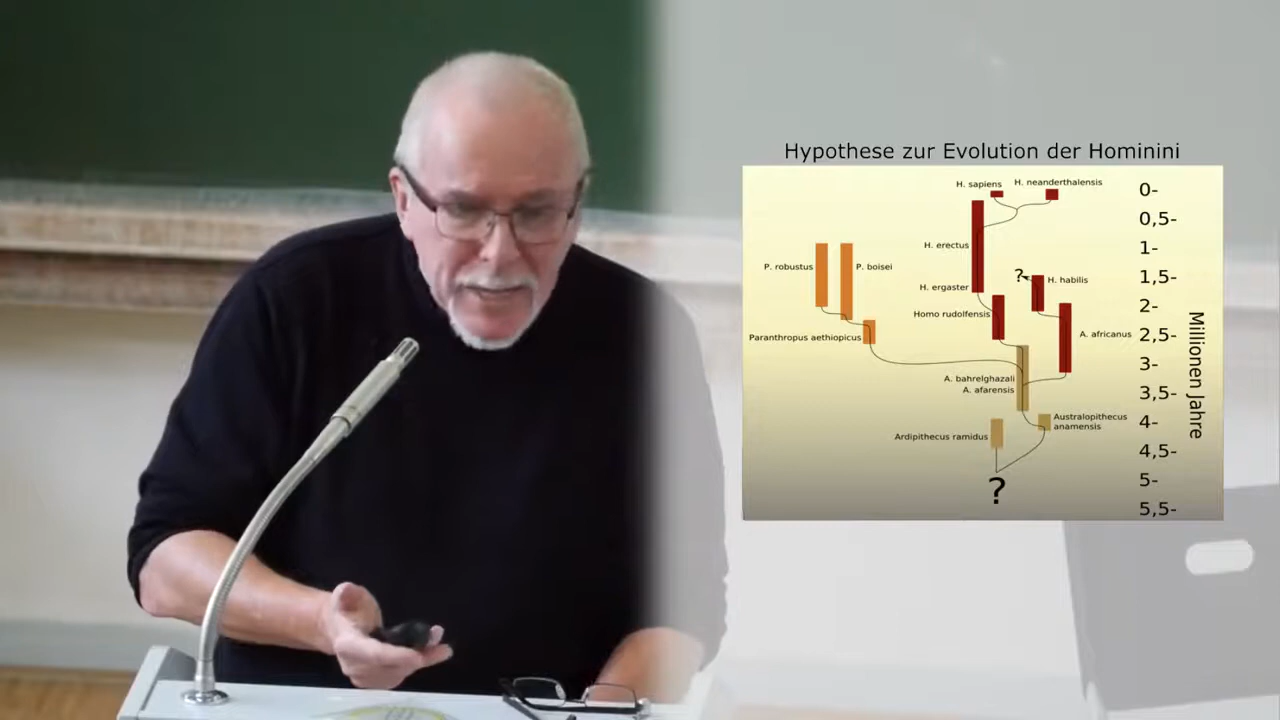 Hypothese zur Evolution der Hominini
H. sapiens
H. neanderthalensis
0-
0,5-
H. erectus
1-
P. robustus
P. boisei
1,5-
?
H. habilis
H. ergaster
2-
Homo rudolfensis
2,5-
A. africanus
Paranthropus aethiopicus
3-
A. bahrelghazali
A. afarensis
3,5-
4-
Australopithecus
anamensis
Ardipithecus ramidus
4,5-
?
5-
5,5-
Millionen Jahre